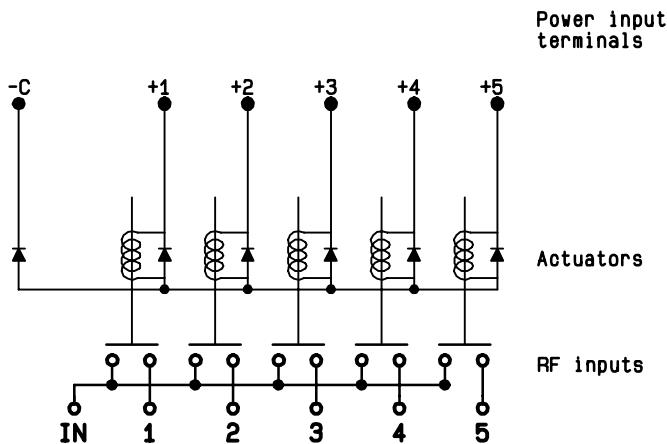 Power input
terminals
-C +1 +2 +3 +4 +5
Actuators
RF inputs
IN 1 2 3 4 5